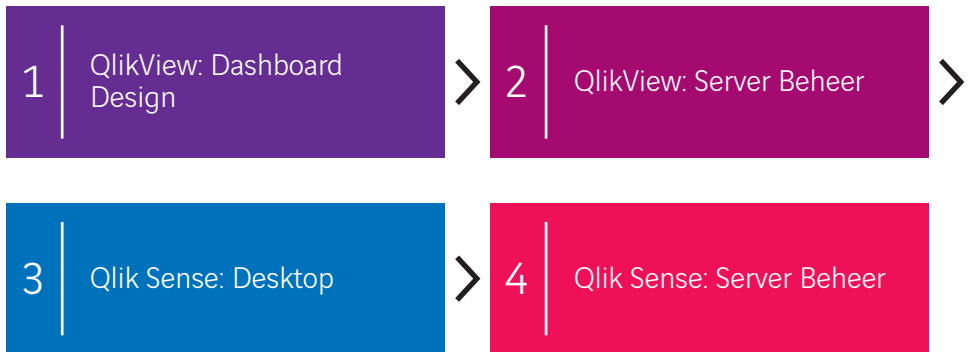 1
QlikView: Dashboard
Design
2
QlikView: Server Beheer
3
Qlik Sense: Desktop
4
Qlik Sense: Server Beheer